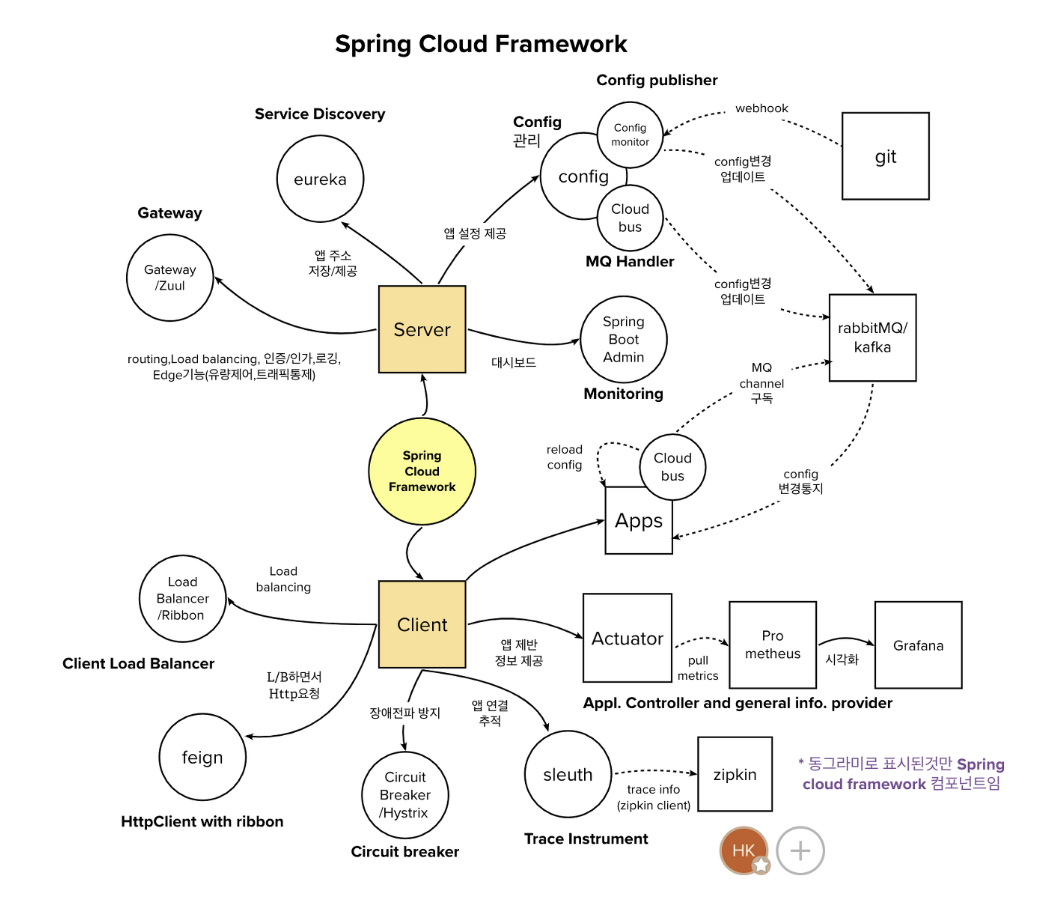 Spring Cloud Framework
Config publisher
Service Discovery
Config
관리
Config
monitor
webhook
git
eureka
config
config변경
업데이트
Cloud
bus
MQ Handler
Gateway
Gateway
/Zuul
앱 주소
저장/제공
앱 설정 제공
config변경
업데이트
Server
Spring
Boot
Admin
rabbitMQ/
kafka
routing,Load balancing, 인증/인가,로깅,
Edge기능(유량제어,트래픽통제)
대시보드
Monitoring
MQ
channel
구독
Spring
Cloud
Framework
reload
config
Cloud
bus
config
변경통지
Apps
Load
Balancer
/Ribbon
Load
balancing
Client
Client Load Balancer
앱 제반
정보 제공
Actuator
pull
metrics
Pro
metheus
시각화
Grafana
Appl. Controller and general info. provider
L/B하면서
Http요청
장애전파 방지
앱 연결
추적
feign
HttpClient with ribbon
Circuit
Breaker
/Hystrix
Circuit breaker
sleuth
trace info
(zipkin client)
zipkin
Trace Instrument
* 동그라미로 표시된것만 Spring
cloud framework 컴포넌트임
HK